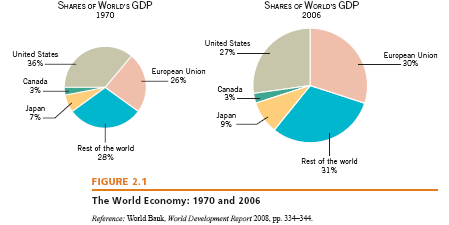 SHARES OF WORLD'S GDP
1970
United States
36%
Canada
3%
Japan
7%
European Union
26%
Rest of the world
28%
SHARES OF WORLD'S GDP
2006
United States
27%
Canada
3%
Japan
9%
European Union
30%
Rest of the world
31%
FIGURE 2.1
The World Economy: 1970 and 2006
Reference: World Bank, World Development Report 2008, pp. 334–344.